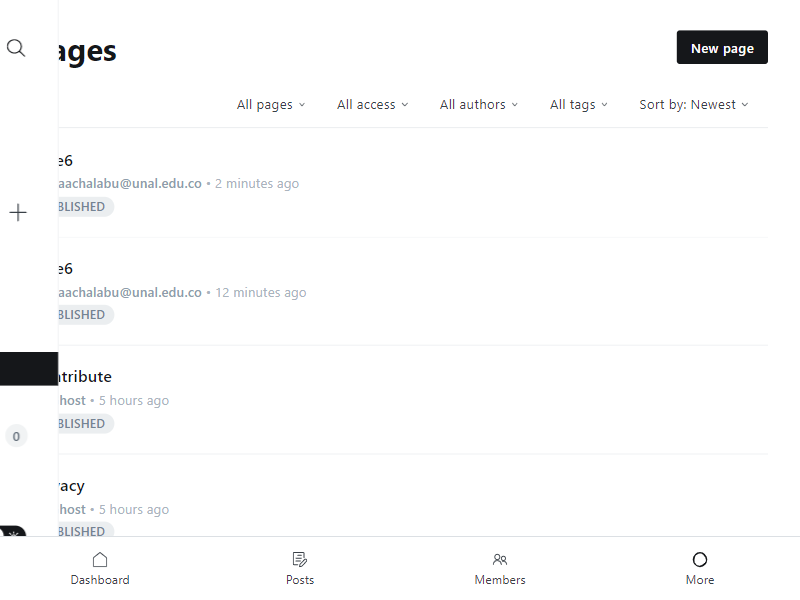 ages
New page
All pages
All access
All authors
All tags
Sort by: Newest
e6
aachalabu@unal.edu.co • 2 minutes ago
BLISHED
e6
aachalabu@unal.edu.co • 12 minutes ago
BLISHED
tribute
host • 5 hours ago
BLISHED
0
vacy
host • 5 hours ago
BLISHED
Dashboard
Posts
Members
More